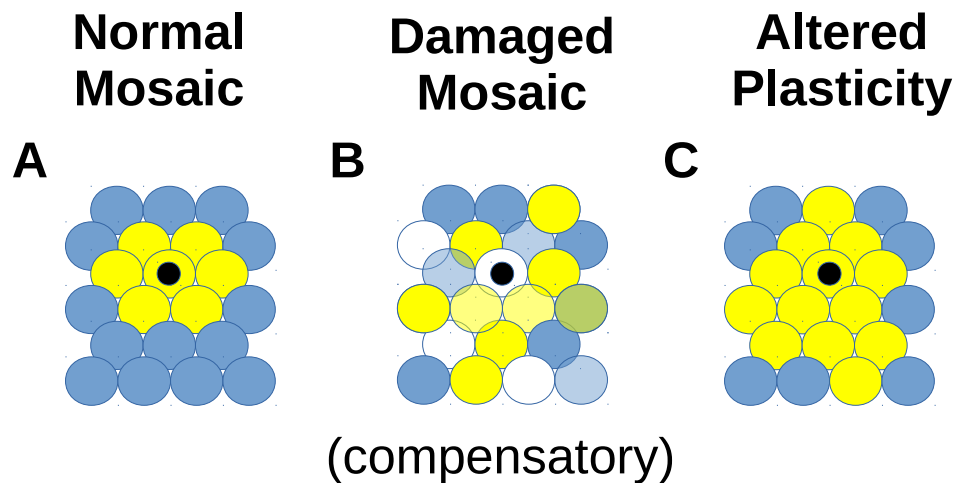 Normal
Mosaic
Damaged
Mosaic
Altered
Plasticity
A
B
C
(compensatory)